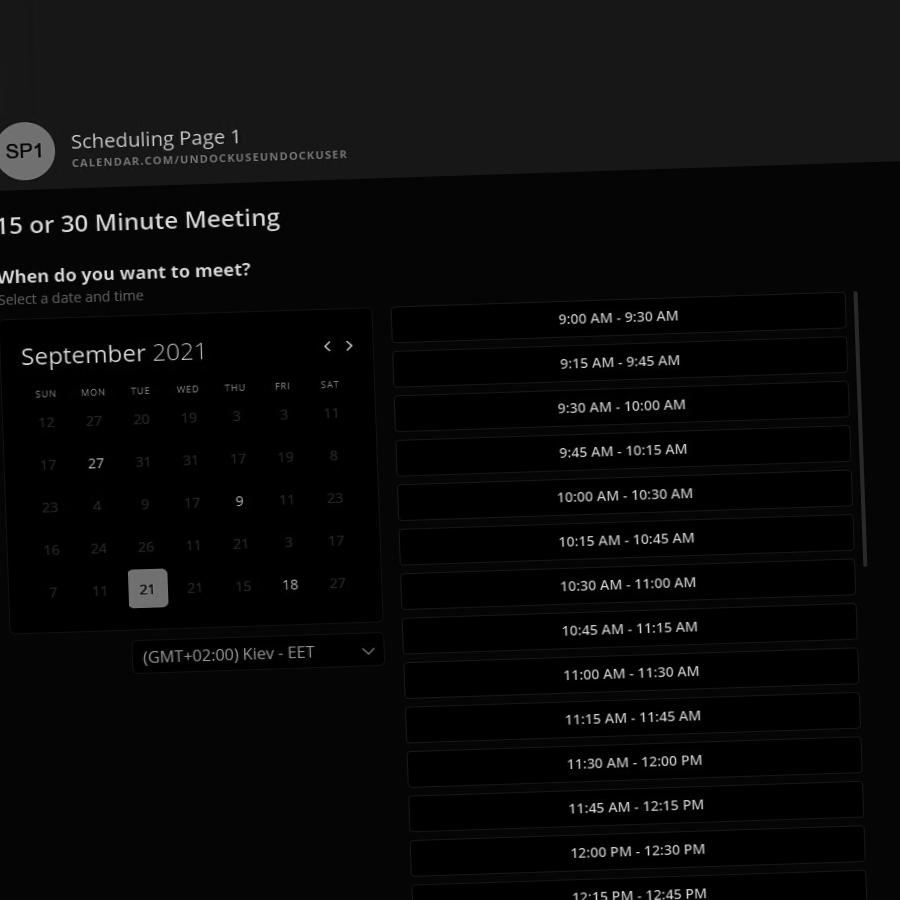 SP1
Scheduling Page 1
CALENDAR.COM/UNDOCKUSEUNDOCKUSER
15 or 30 Minute Meeting
When do you want to meet?
Select a date and time
September 2021
SUN MON TUE WED THU FRI SAT
12 27 20 19 3 3 11
17 27 31 31 17 19 8
23 4 9 17 9 11 23
16 24 26 11 21 3 17
7 11 21 21 15 18 27
(GMT+02:00) Kiev - EET
9:00 AM - 9:30 AM
9:15 AM - 9:45 AM
9:30 AM - 10:00 AM
9:45 AM - 10:15 AM
10:00 AM - 10:30 AM
10:15 AM - 10:45 AM
10:30 AM - 11:00 AM
10:45 AM - 11:15 AM
11:00 AM - 11:30 AM
11:15 AM - 11:45 AM
11:30 AM - 12:00 PM
11:45 AM - 12:15 PM
12:00 PM - 12:30 PM
12:15 PM - 12:45 PM